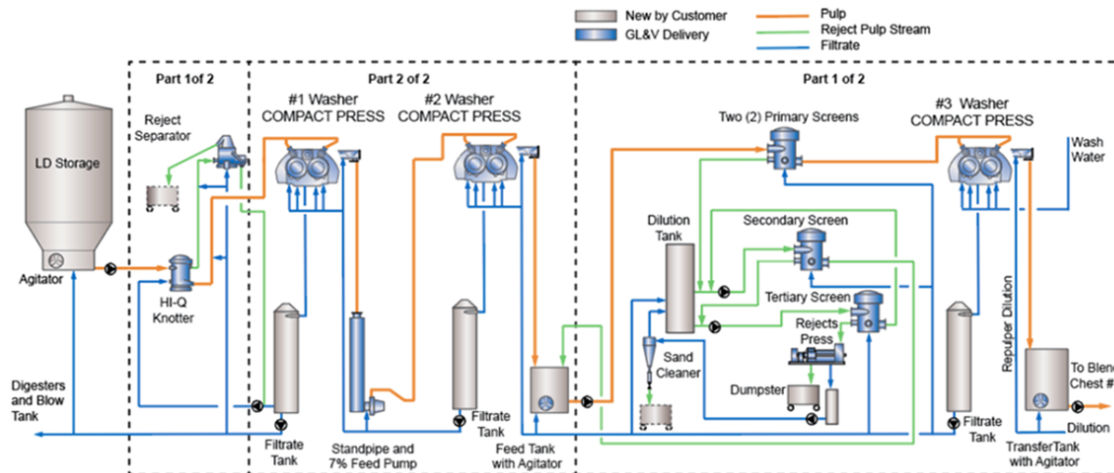 New by Customer
GL&V Delivery
Pulp
Reject Pulp Stream
Filtrate
Part 1of 2
Part 2 of 2
Part 1 of 2
Reject
Separator
#1 Washer
COMPACT PRESS
#2 Washer
COMPACT PRESS
Two (2) Primary Screens
#3 Washer
COMPACT PRESS
Wash
Water
LD Storage
Agitator
HI-Q
Knotter
Dilution
Tank
Secondary
Screen
Tertiary
Screen
Rejects
Press
Sand
Cleaner
Dumpster
Repulper Dilution
Digesters
and Blow
Tank
Filtrate
Tank
Standpipe and
7% Feed Pump
Filtrate
Tank
Feed Tank
with Agitator
Filtrate
Tank
TransferTank
with Agitator
To Blend
Chest #
Dilution